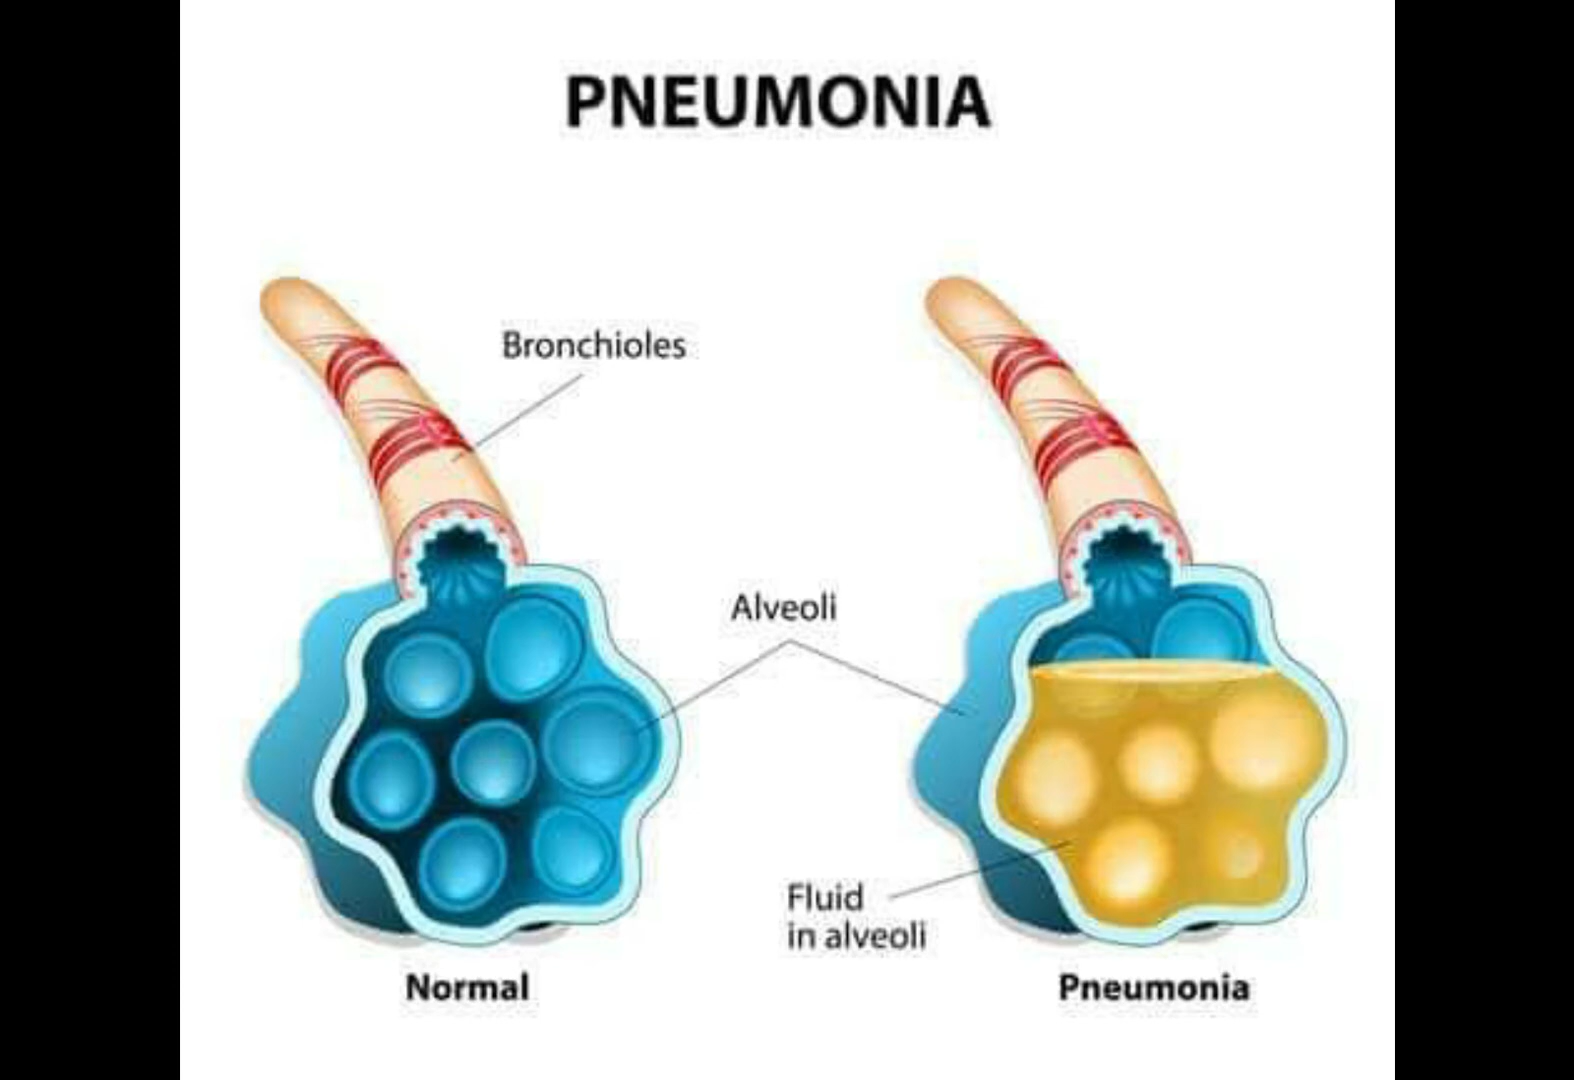 PNEUMONIA
Bronchioles
Alveoli
Fluid
in alveoli
Normal
Pneumonia